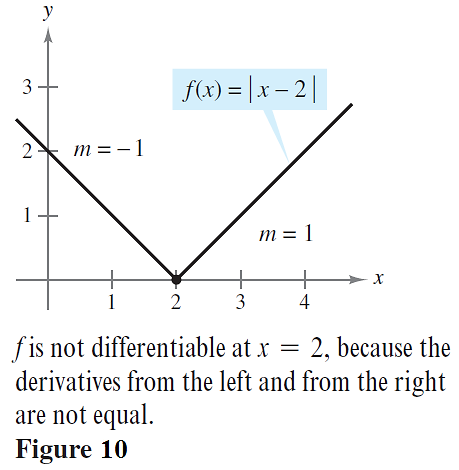 y
f(x) = |x – 2|
3
2
m = – 1
1
m = 1
x
1 2 3 4
f is not differentiable at x = 2, because the
derivatives from the left and from the right
are not equal.
Figure 10